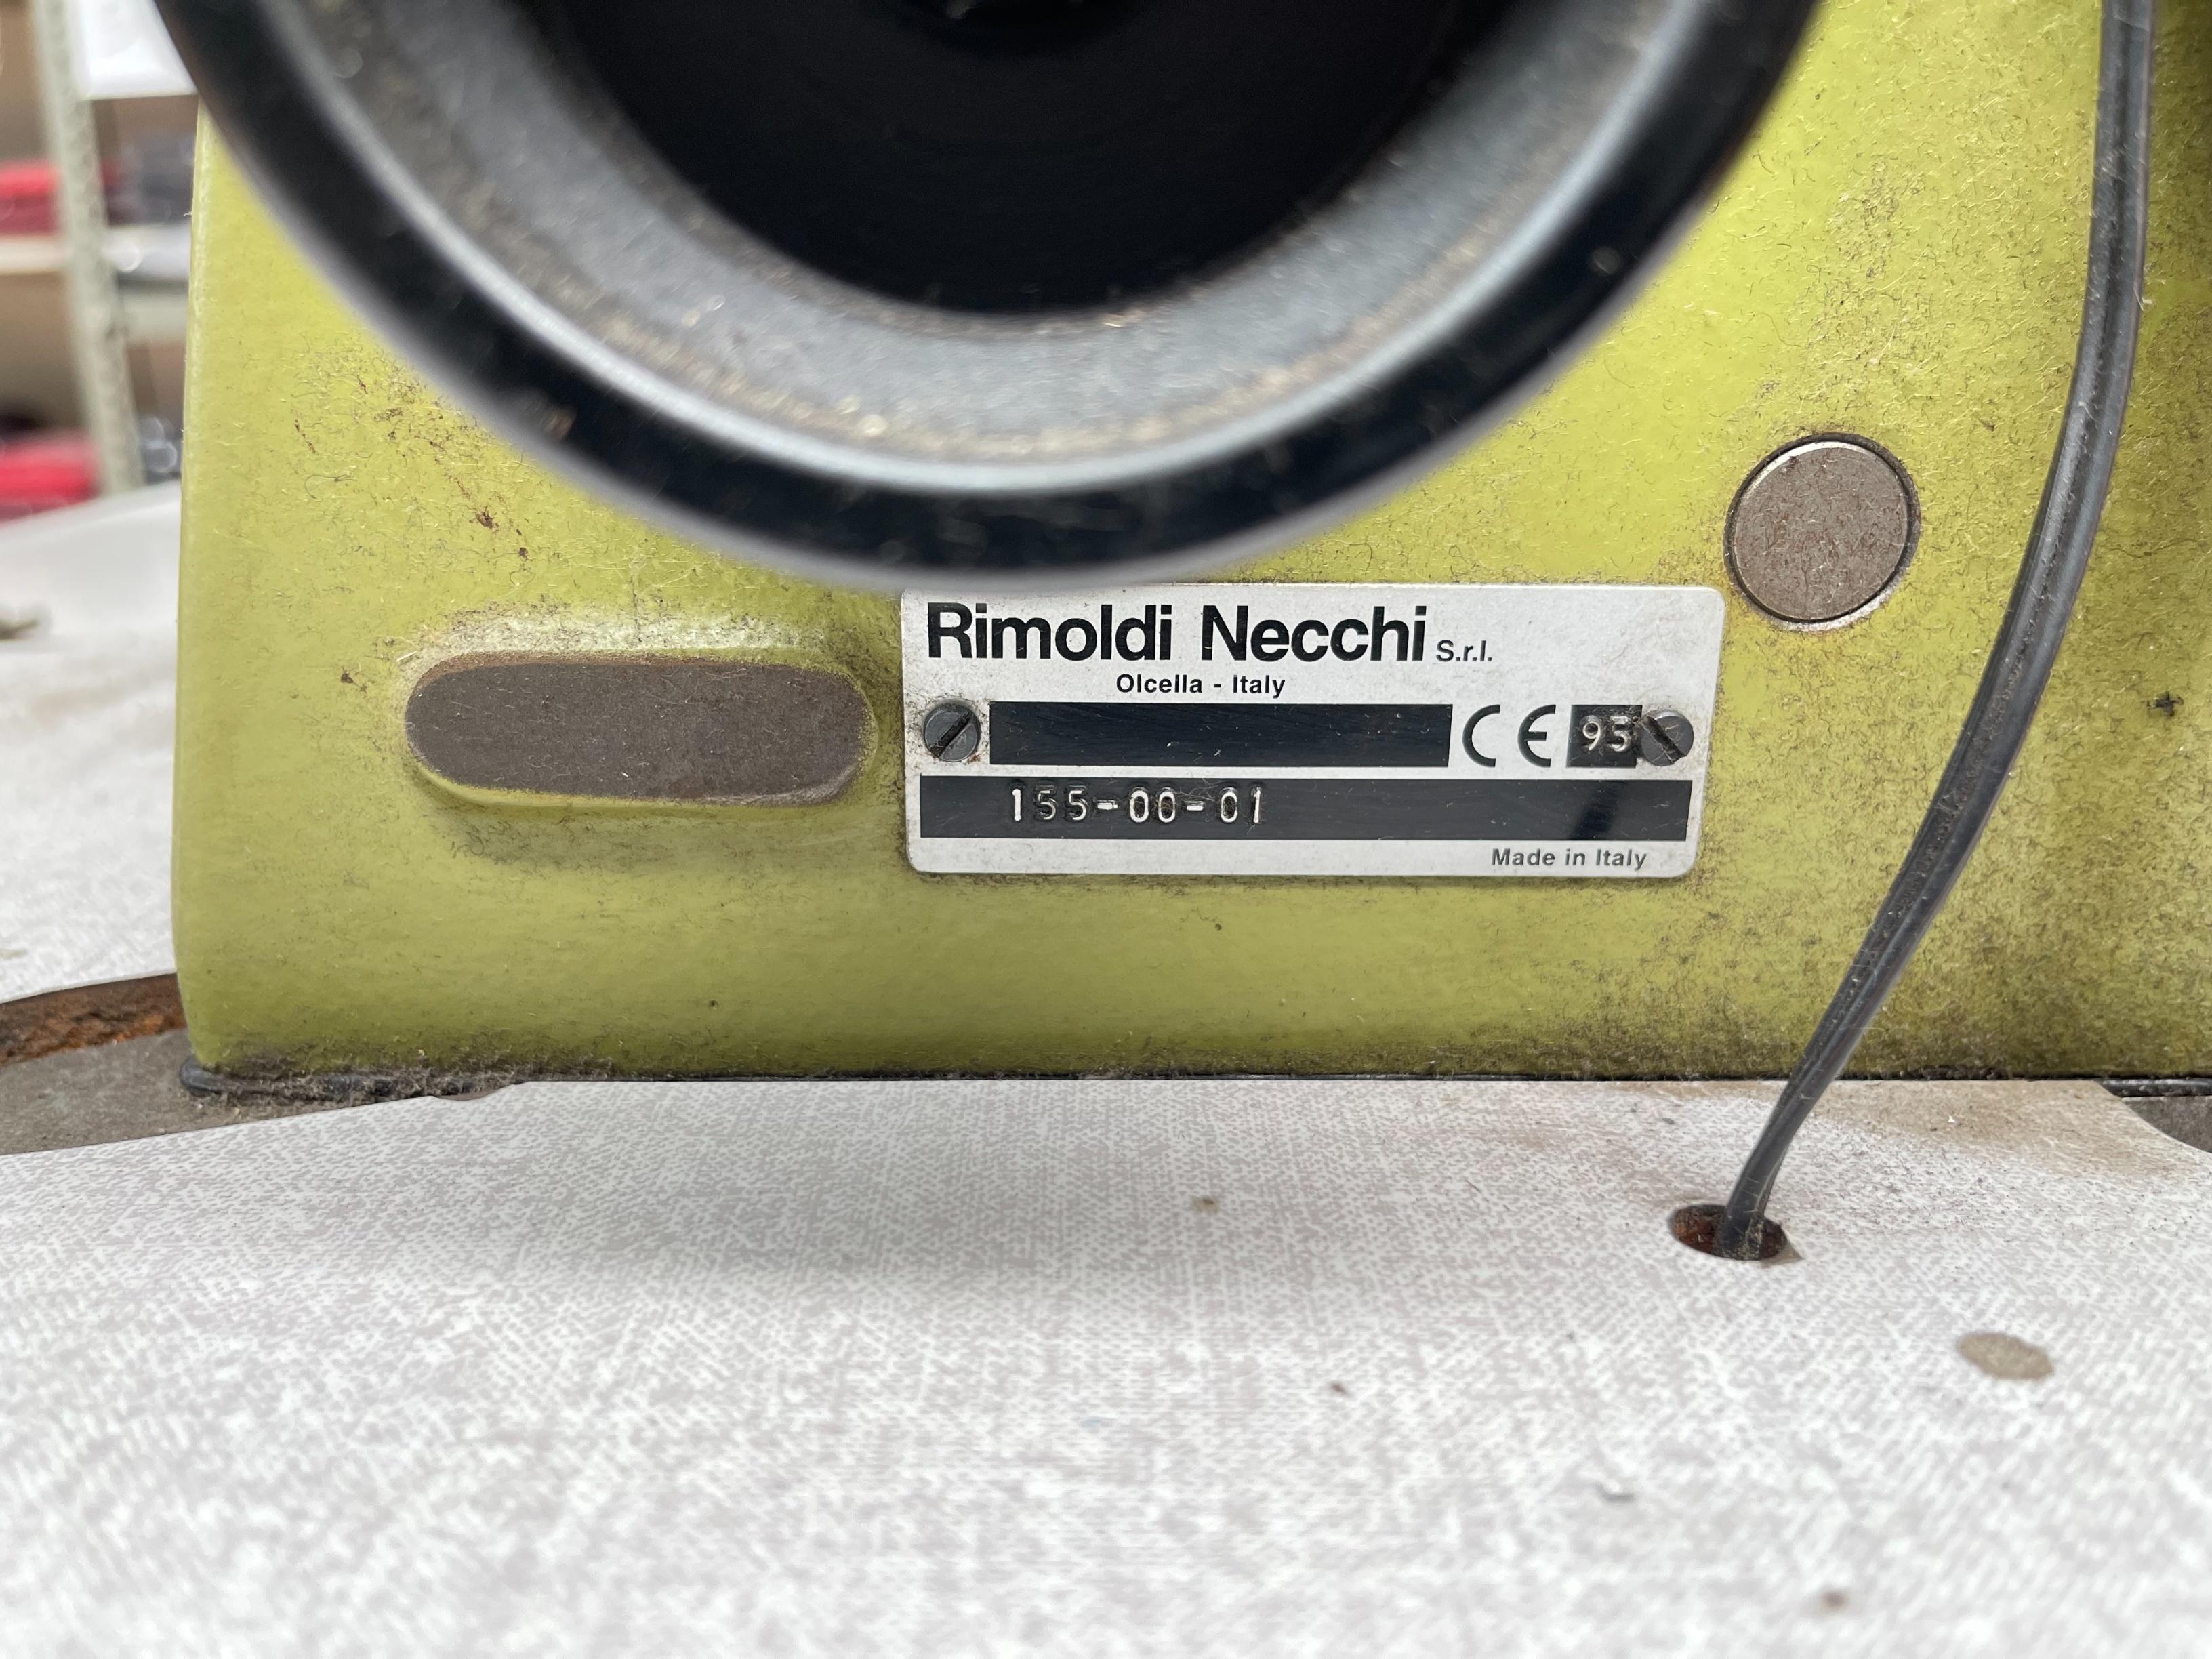 Rimoldi Necchi S.r.l.
Olcella - Italy
CE 95
155-00-01
Made in Italy